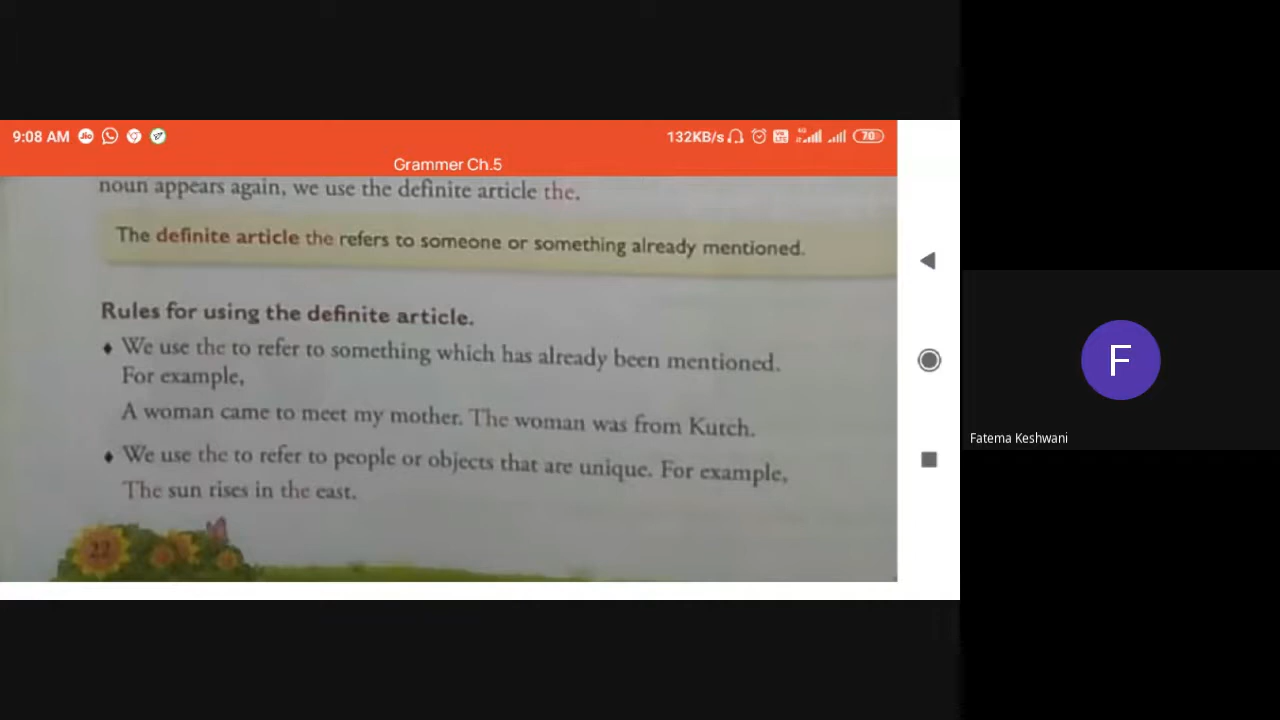 9:08 AM
132KB/s
70
Grammer Ch.5
noun appears again, we use the definite article the.
The definite article the refers to someone or something already mentioned.
Rules for using the definite article.
♦ We use the to refer to something which has already been mentioned.
For example,
A woman came to meet my mother. The woman was from Kutch.
♦ We use the to refer to people or objects that are unique. For example,
The sun rises in the east.
22
F
Fatema Keshwani